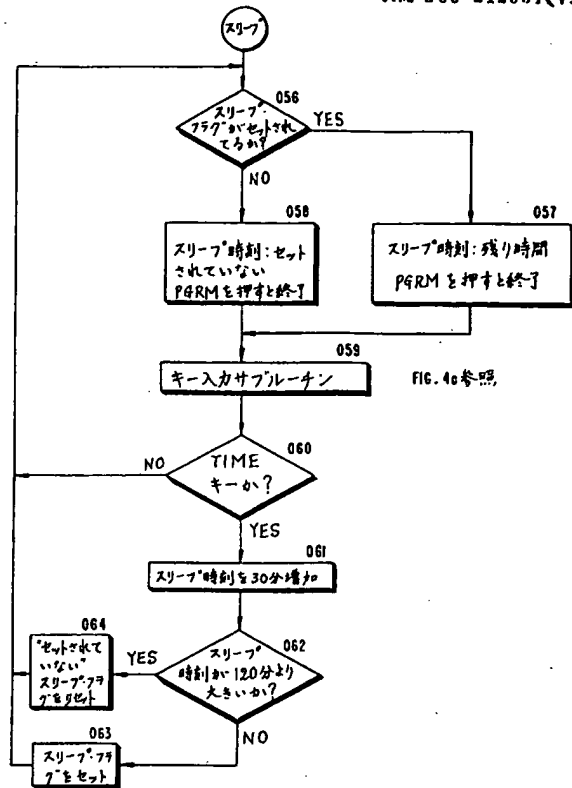 スリープ
056
スリープ・
フラグがセットされ
てるか?
YES
NO
058
スリープ時刻:セット
されていない
PGRMを押すと終了
057
スリープ時刻:残り時間
PGRMを押すと終了
059
キー入力サブルーチン
FIG. 4c参照
060
NO
TIME
キーか?
YES
061
スリープ時刻を30分増加
064
"セットされて
いない"
スリープ・フラ
グをリセット
YES
062
スリープ
時刻が120分より
大きいか?
NO
063
スリープ・フラ
グをセット